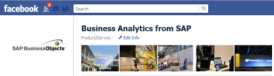 facebook
Search
SAP BusinessObjects
Business Analytics from SAP
Product/Service · Edit Info